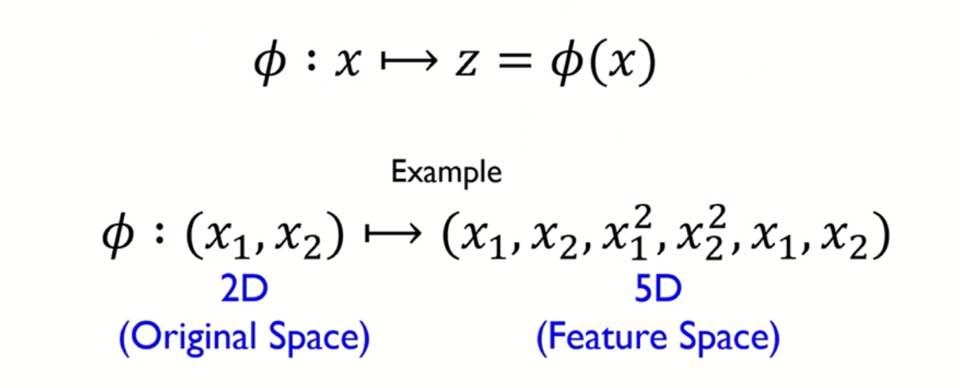 ϕ : x ⟼ z = ϕ(x)
Example
ϕ : (x₁, x₂) ⟼ (x₁, x₂, x₁², x₂², x₁, x₂)
2D 5D
(Original Space) (Feature Space)